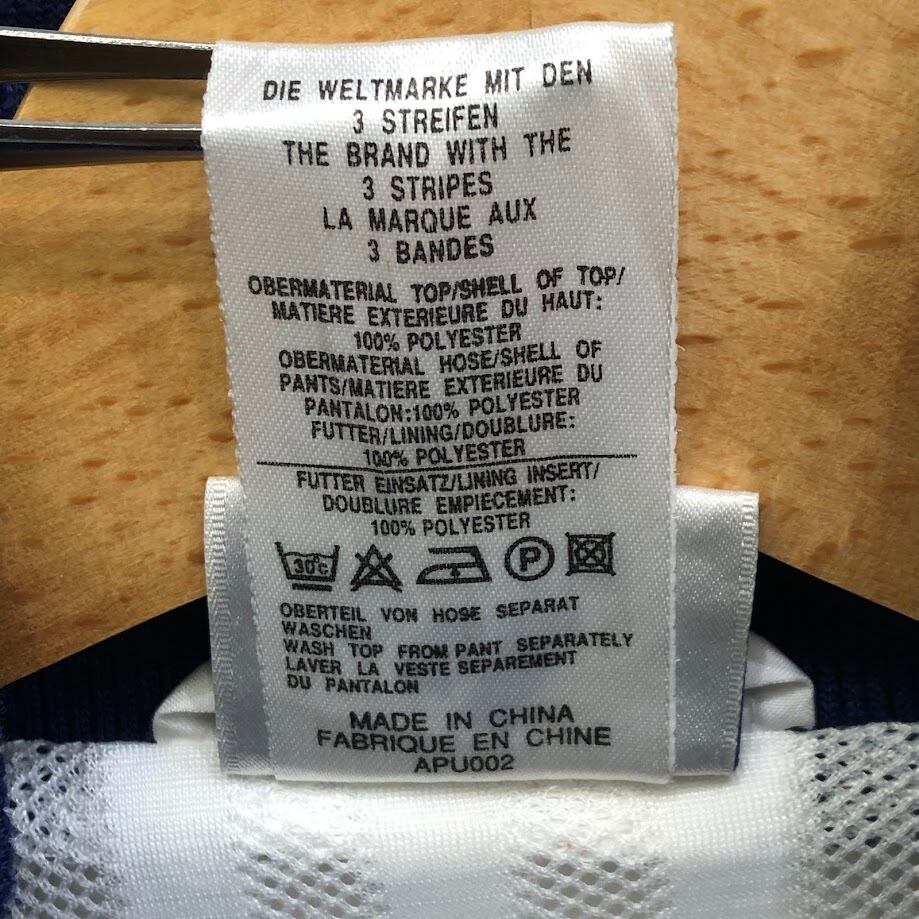 DIE WELTMARKE MIT DEN
3 STREIFEN
THE BRAND WITH THE
3 STRIPES
LA MARQUE AUX
3 BANDES
OBERMATERIAL TOP/SHELL OF TOP/
MATIERE EXTERIEURE DU HAUT:
100% POLYESTER
OBERMATERIAL HOSE/SHELL OF
PANTS/MATIERE EXTERIEURE DU
PANTALON:100% POLYESTER
FUTTER/LINING/DOUBLURE:
100% POLYESTER
FUTTER EINSATZ/LINING INSERT/
DOUBLURE EMPIECEMENT:
100% POLYESTER
30°C P
OBERTEIL VON HOSE SEPARAT
WASCHEN
WASH TOP FROM PANT SEPARATELY
LAVER LA VESTE SEPAREMENT
DU PANTALON
MADE IN CHINA
FABRIQUE EN CHINE
APU002